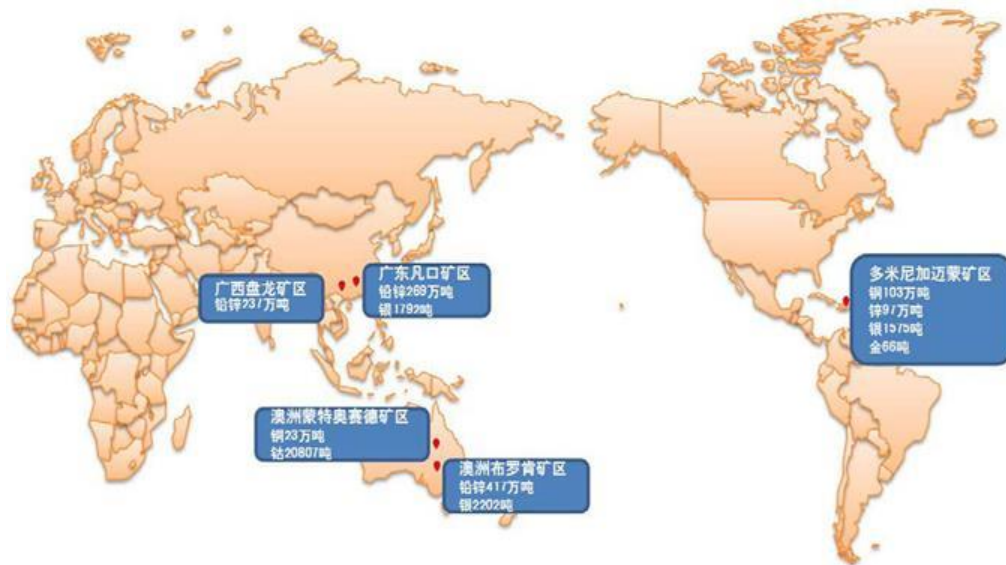 广西盘龙矿区
铅锌237万吨
广东凡口矿区
铅锌269万吨
银1792吨
多米尼加迈蒙矿区
铜103万吨
锌97万吨
银1575吨
金66吨
澳洲蒙特奥赛德矿区
铜23万吨
钴20807吨
澳洲布罗肯矿区
铅锌417万吨
银2202吨